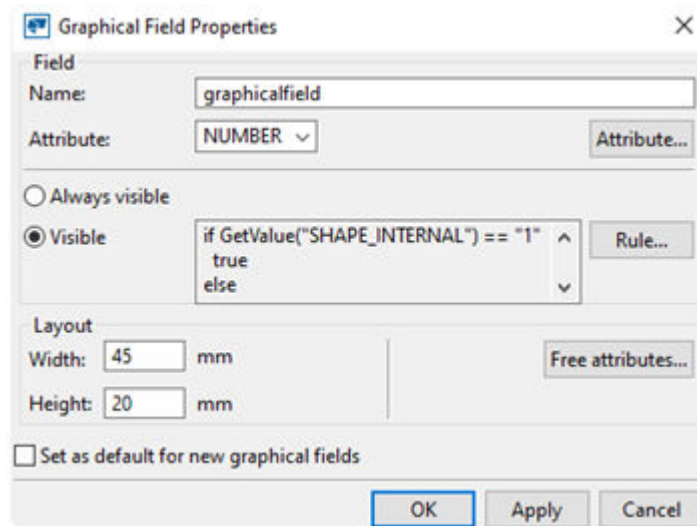 Graphical Field Properties
Field
Name: graphicalfield
Attribute: NUMBER Attribute...
Always visible
Visible if GetValue("SHAPE_INTERNAL") == "1" Rule...
true
else
Layout
Width: 45 mm Free attributes...
Height: 20 mm
Set as default for new graphical fields
OK Apply Cancel